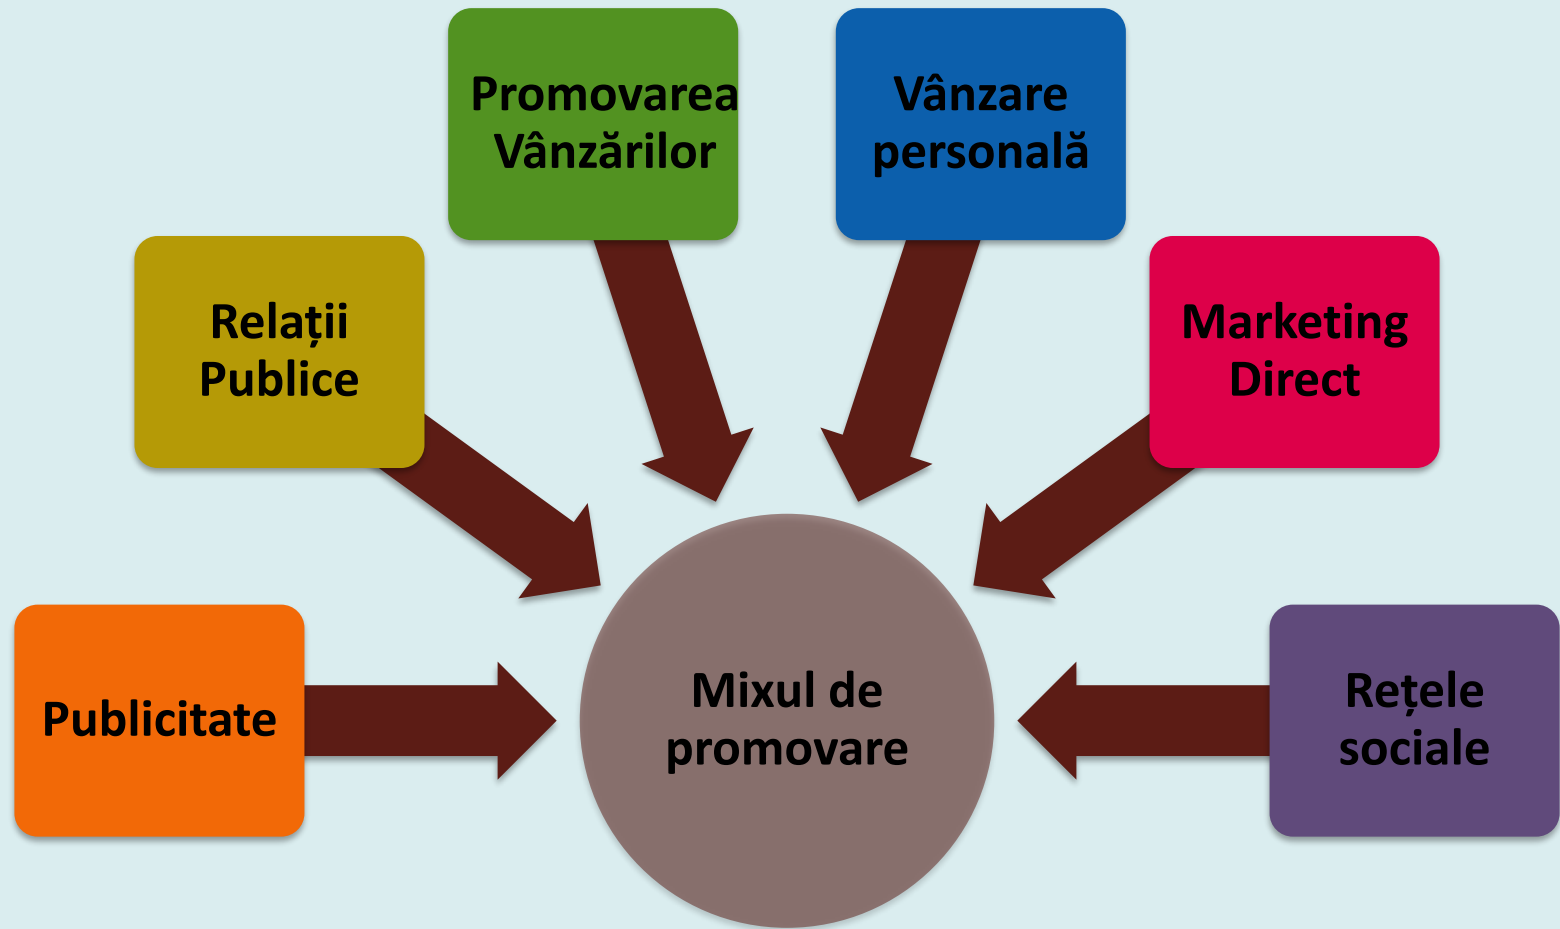 Promovarea
Vânzărilor
Vânzare
personală
Relații
Publice
Marketing
Direct
Publicitate
Mixul de
promovare
Rețele
sociale